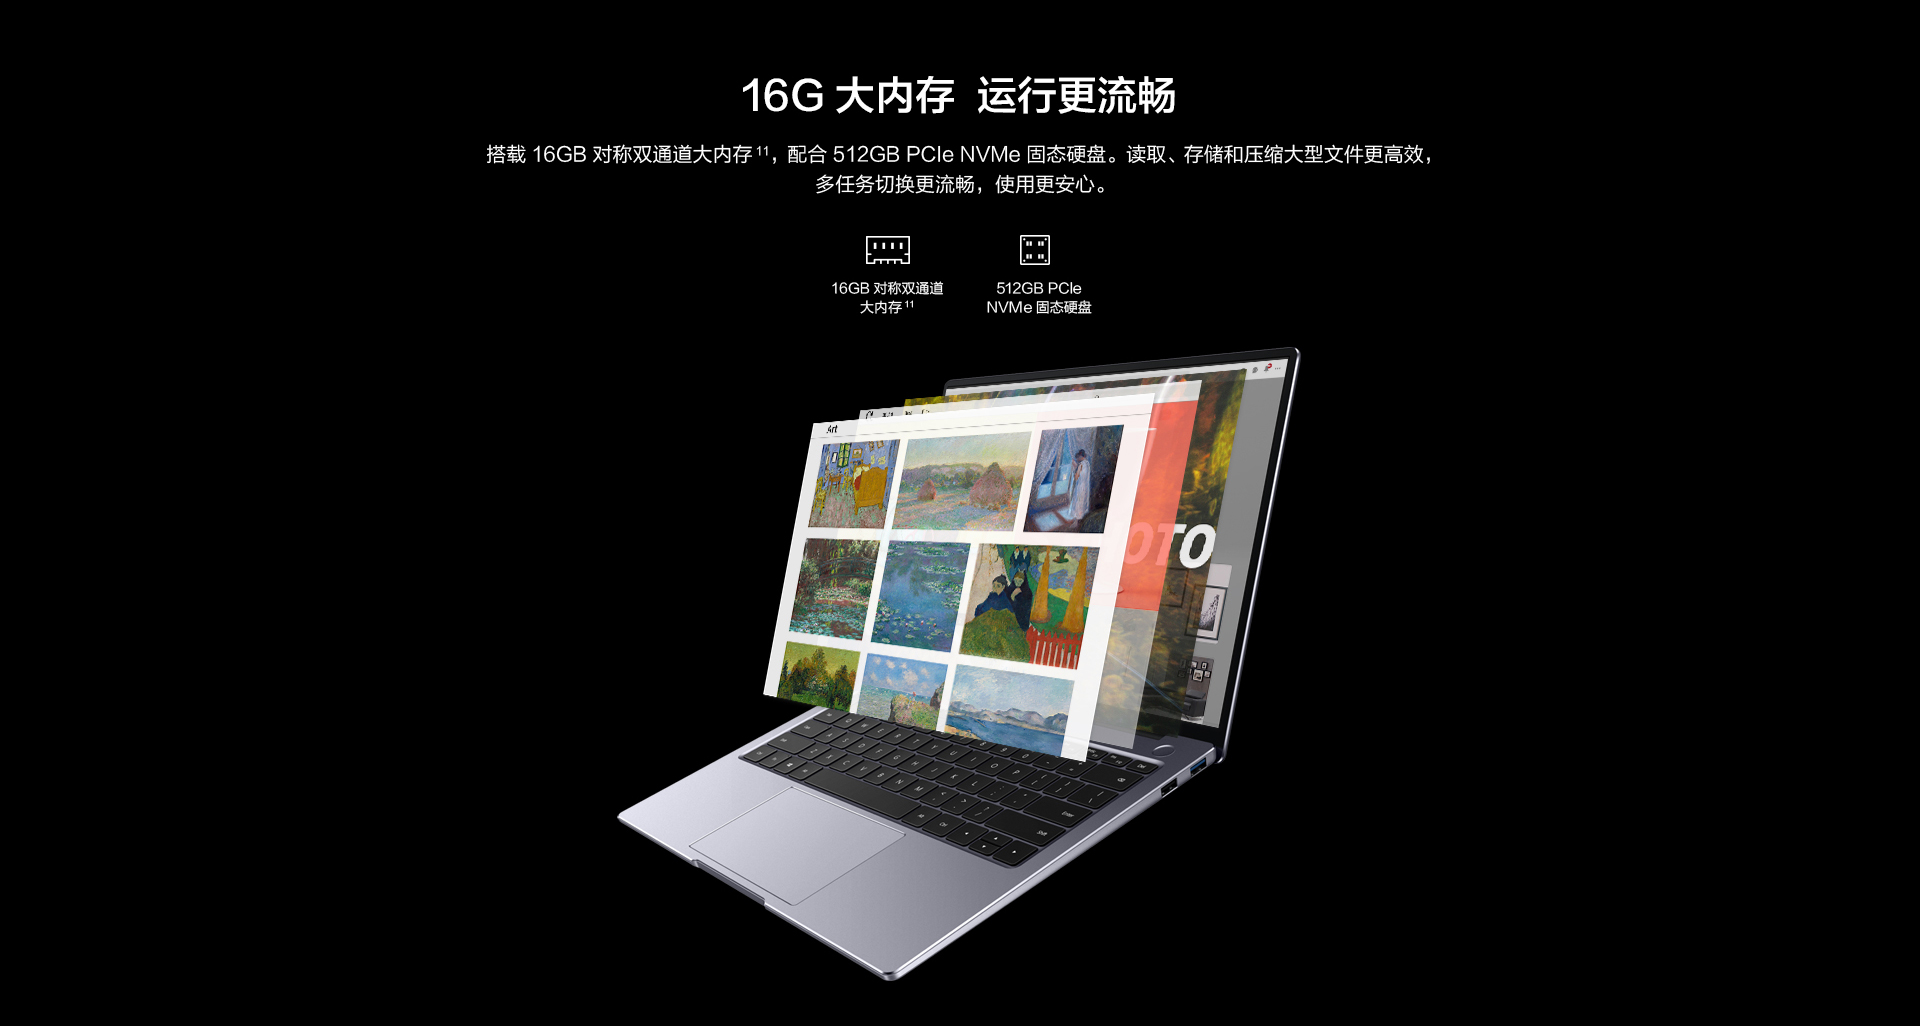 16G 大内存 运行更流畅
搭载 16GB 对称双通道大内存 11，配合 512GB PCIe NVMe 固态硬盘。读取、存储和压缩大型文件更高效，
多任务切换更流畅，使用更安心。
16GB 对称双通道
大内存 11
512GB PCIe
NVMe 固态硬盘
Art
OTO